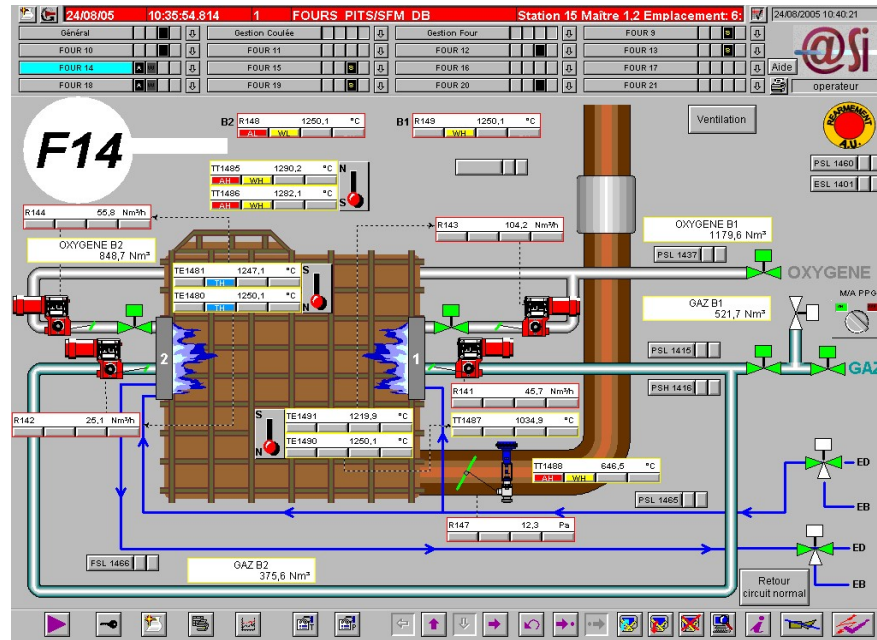 24/08/05 10:35:54.814 1 FOURS PITS/SFM DB Station 15 Maître 1,2 Emplacement: 6: 24/08/2005 10:40:21
Général Gestion Coulée Gestion Four FOUR 9 S
FOUR 10 FOUR 11 FOUR 12 FOUR 13 S
FOUR 14 A W FOUR 15 S FOUR 16 FOUR 17 Aide
FOUR 18 A W FOUR 19 S FOUR 20 FOUR 21 operateur
@Si
F14
B2 R148 1250,1 °C
AL WL
B1 R149 1250,1 °C
WH
Ventilation
REARMEMENT
A.U.
PSL 1460
ESL 1401
TT1485 1290,2 °C N
AH WH
TT1486 1282,1 °C
AH WH S
R144 55,8 Nm³/h
OXYGENE B2
848,7 Nm³
R143 104,2 Nm³/h
OXYGENE B1
1179,6 Nm³
PSL 1437
OXYGENE
TE1481 1247,1 °C S
TH
TE1480 1250,1 °C
TH N
M/A PPG
GAZ B1
521,7 Nm³
2
1
PSL 1415
GAZ
PSH 1416
R141 45,7 Nm³/h
R142 25,1 Nm³/h
S TE1491 1219,9 °C
N TE1490 1250,1 °C
TT1487 1034,9 °C
TT1488 646,5 °C
AH WH
ED
PSL 1465
EB
R147 12,3 Pa
ED
FSL 1466
GAZ B2
375,6 Nm³
EB
Retour
circuit normal